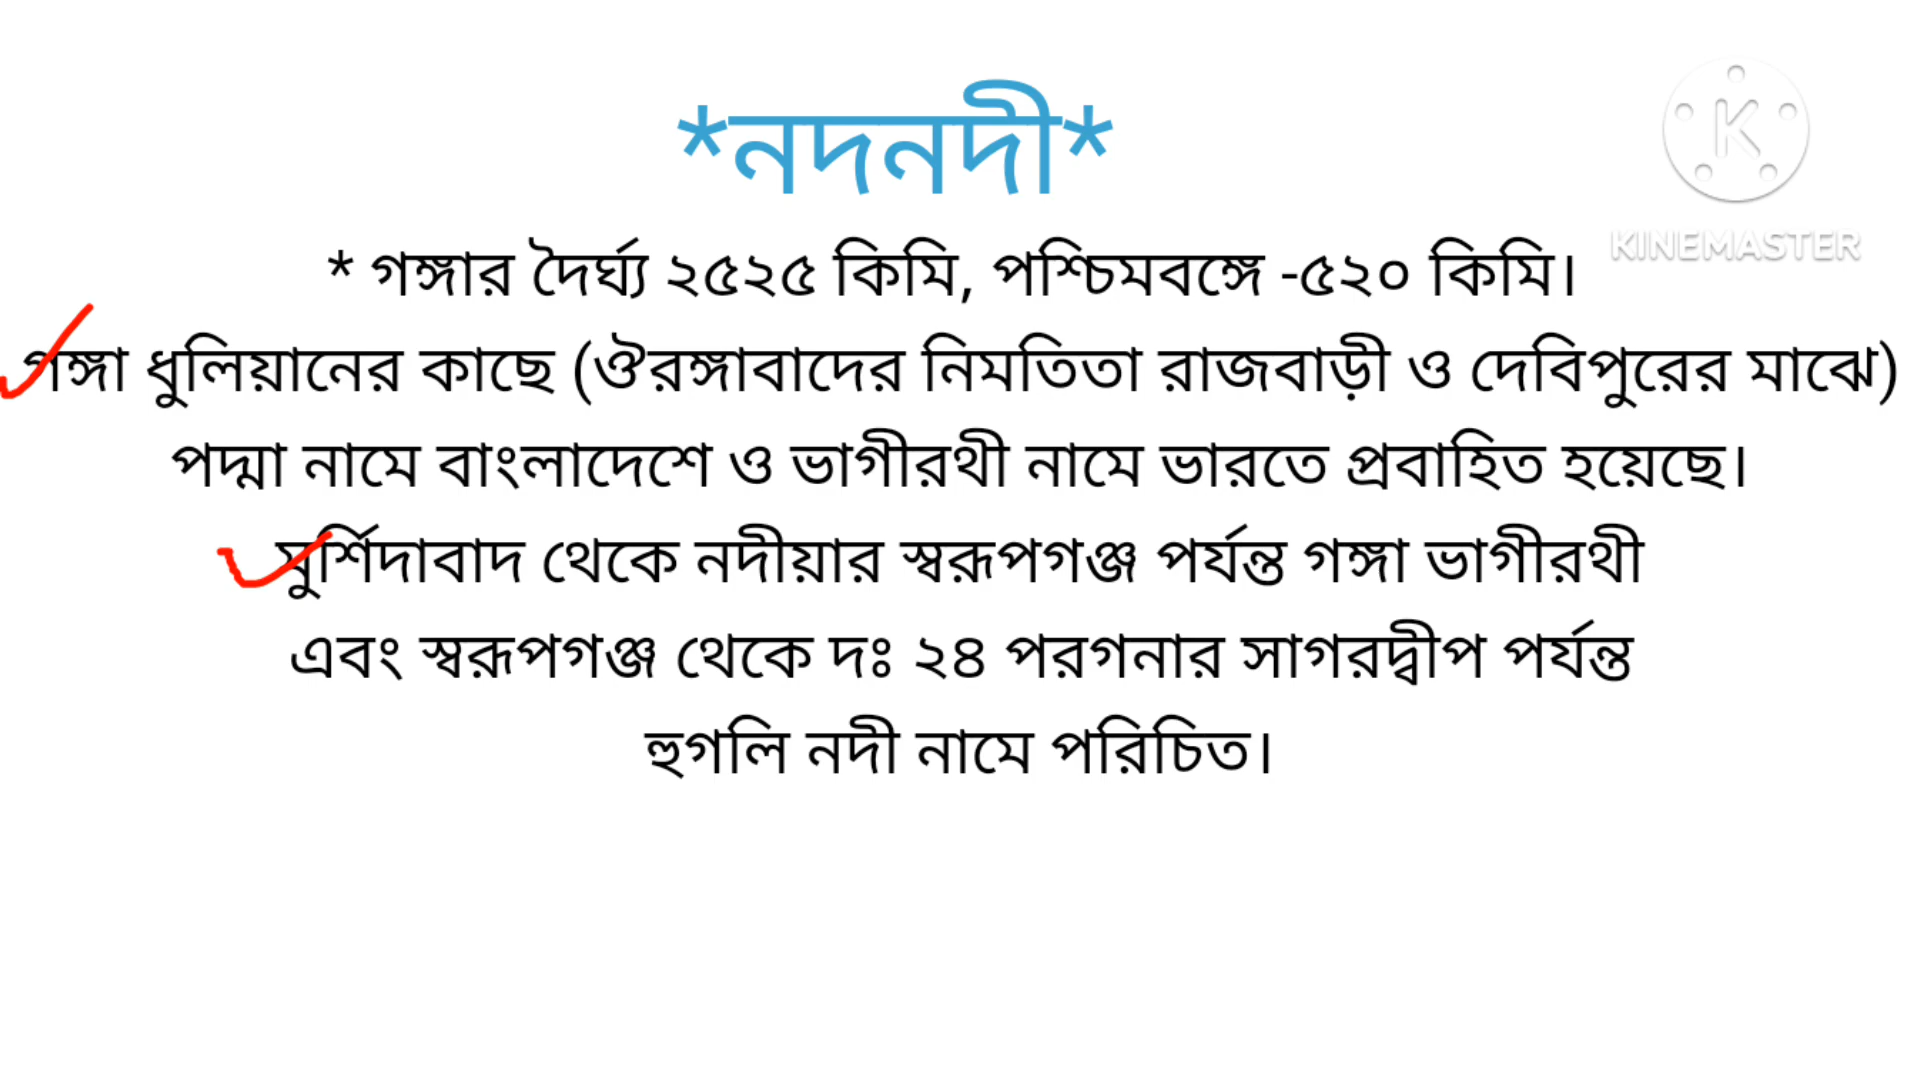 *নদনদী*
KINEMASTER
* গঙ্গার দৈর্ঘ্য ২৫২৫ কিমি, পশ্চিমবঙ্গে -৫২০ কিমি।
গঙ্গা ধুলিয়ানের কাছে (ঔরঙ্গাবাদের নিমতিতা রাজবাড়ী ও দেবিপুরের মাঝে)
পদ্মা নামে বাংলাদেশে ও ভাগীরথী নামে ভারতে প্রবাহিত হয়েছে।
মুর্শিদাবাদ থেকে নদীয়ার স্বরূপগঞ্জ পর্যন্ত গঙ্গা ভাগীরথী
এবং স্বরূপগঞ্জ থেকে দঃ ২৪ পরগনার সাগরদ্বীপ পর্যন্ত
হুগলি নদী নামে পরিচিত।